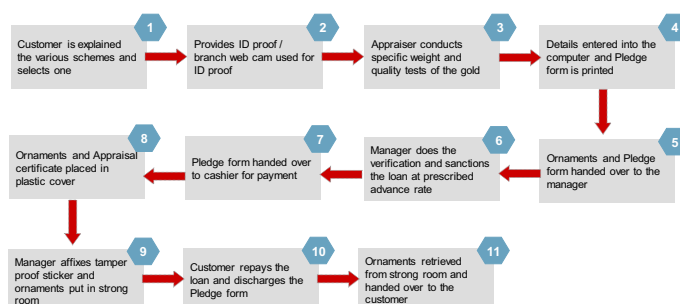 1
Customer is explained
the various schemes and
selects one
2
Provides ID proof /
branch web cam used for
ID proof
3
Appraiser conducts
specific weight and
quality tests of the gold
4
Details entered into the
computer and Pledge
form is printed
5
Ornaments and Pledge
form handed over to the
manager
6
Manager does the
verification and sanctions
the loan at prescribed
advance rate
7
Pledge form handed over
to cashier for payment
8
Ornaments and Appraisal
certificate placed in
plastic cover
9
Manager affixes tamper
proof sticker and
ornaments put in strong
room
10
Customer repays the
loan and discharges the
Pledge form
11
Ornaments retrieved
from strong room and
handed over to the
customer